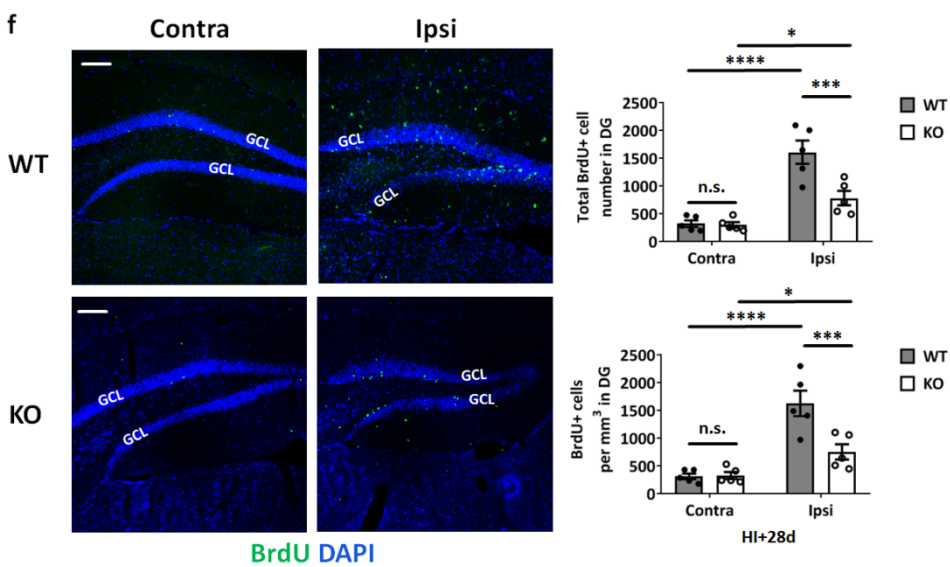 f
Contra
Ipsi
WT
GCL
GCL
GCL
GCL
KO
GCL
GCL
GCL
GCL
BrdU DAPI
*
****
***
n.s.
Total BrdU+ cell
number in DG
2500
2000
1500
1000
500
0
Contra
Ipsi
WT
KO
*
****
***
n.s.
BrdU+ cells
per mm³ in DG
2500
2000
1500
1000
500
0
Contra
Ipsi
WT
KO
HI+28d